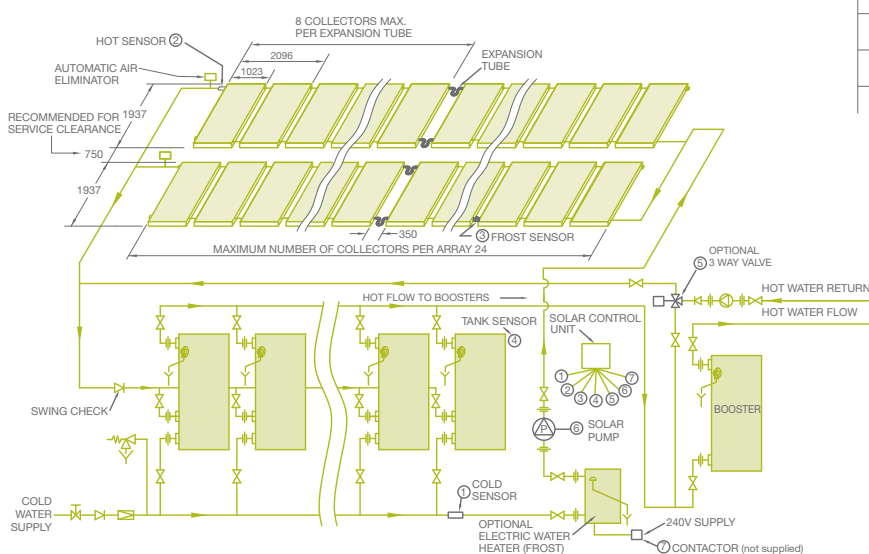 8 COLLECTORS MAX.
PER EXPANSION TUBE
HOT SENSOR ②
2096
EXPANSION
TUBE
AUTOMATIC AIR
ELIMINATOR
1023
1937
RECOMMENDED FOR
SERVICE CLEARANCE
750
1937
350
③ FROST SENSOR
MAXIMUM NUMBER OF COLLECTORS PER ARRAY 24
OPTIONAL
⑤ 3 WAY VALVE
HOT WATER RETURN
HOT FLOW TO BOOSTERS
HOT WATER FLOW
TANK SENSOR
④
SOLAR CONTROL
UNIT
① ② ③ ④ ⑤ ⑥ ⑦
SWING CHECK
BOOSTER
P
⑥ SOLAR
PUMP
① COLD
SENSOR
COLD
WATER
SUPPLY
OPTIONAL
ELECTRIC WATER
HEATER (FROST)
240V SUPPLY
⑦ CONTACTOR (not supplied)